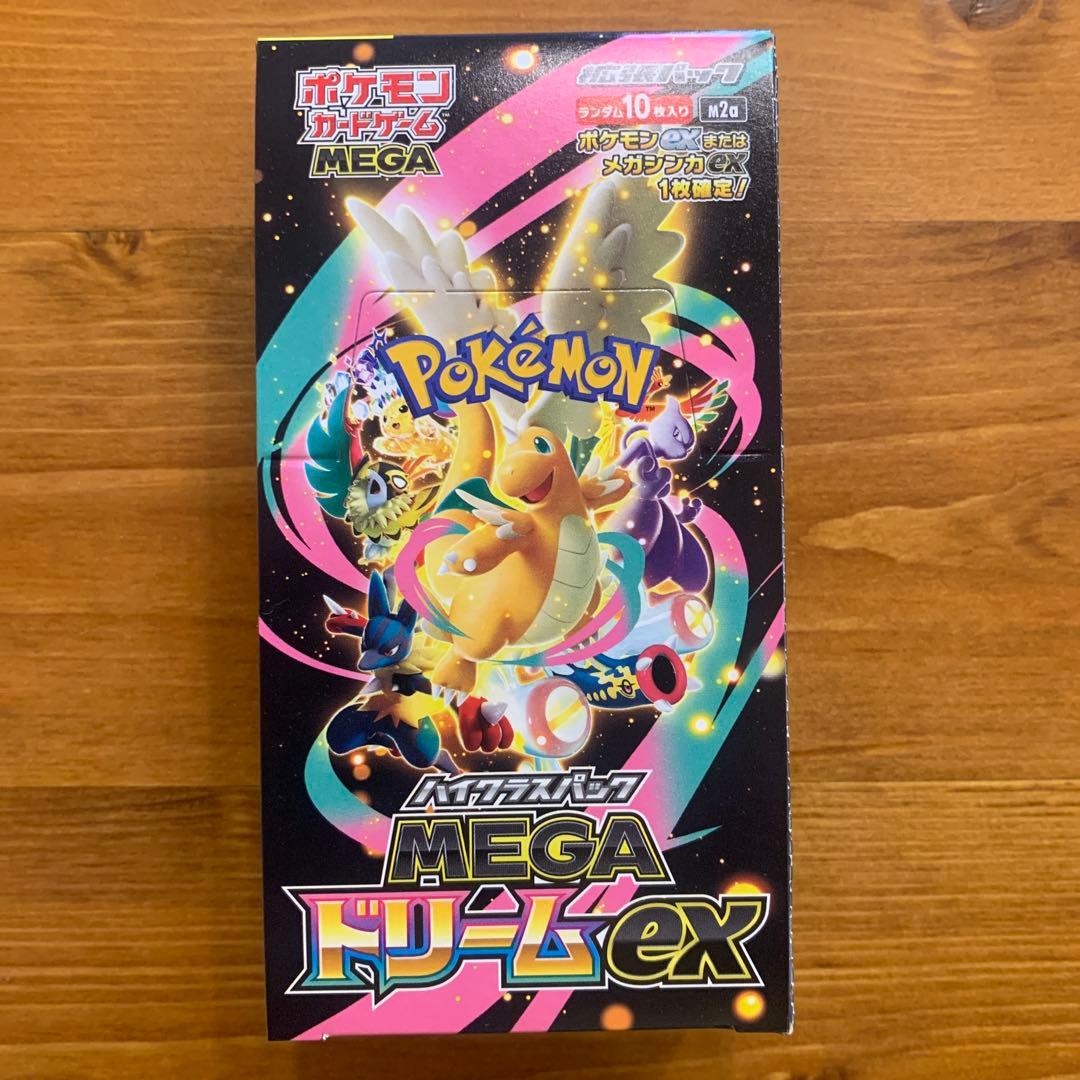 ポケモン
カードゲーム
MEGA
拡張パック
ランダム10枚入り M2a
ポケモンexまたは
メガシンカex
1枚確定!
POKéMON
TM
ハイクラスパック
MEGA
ドリームex